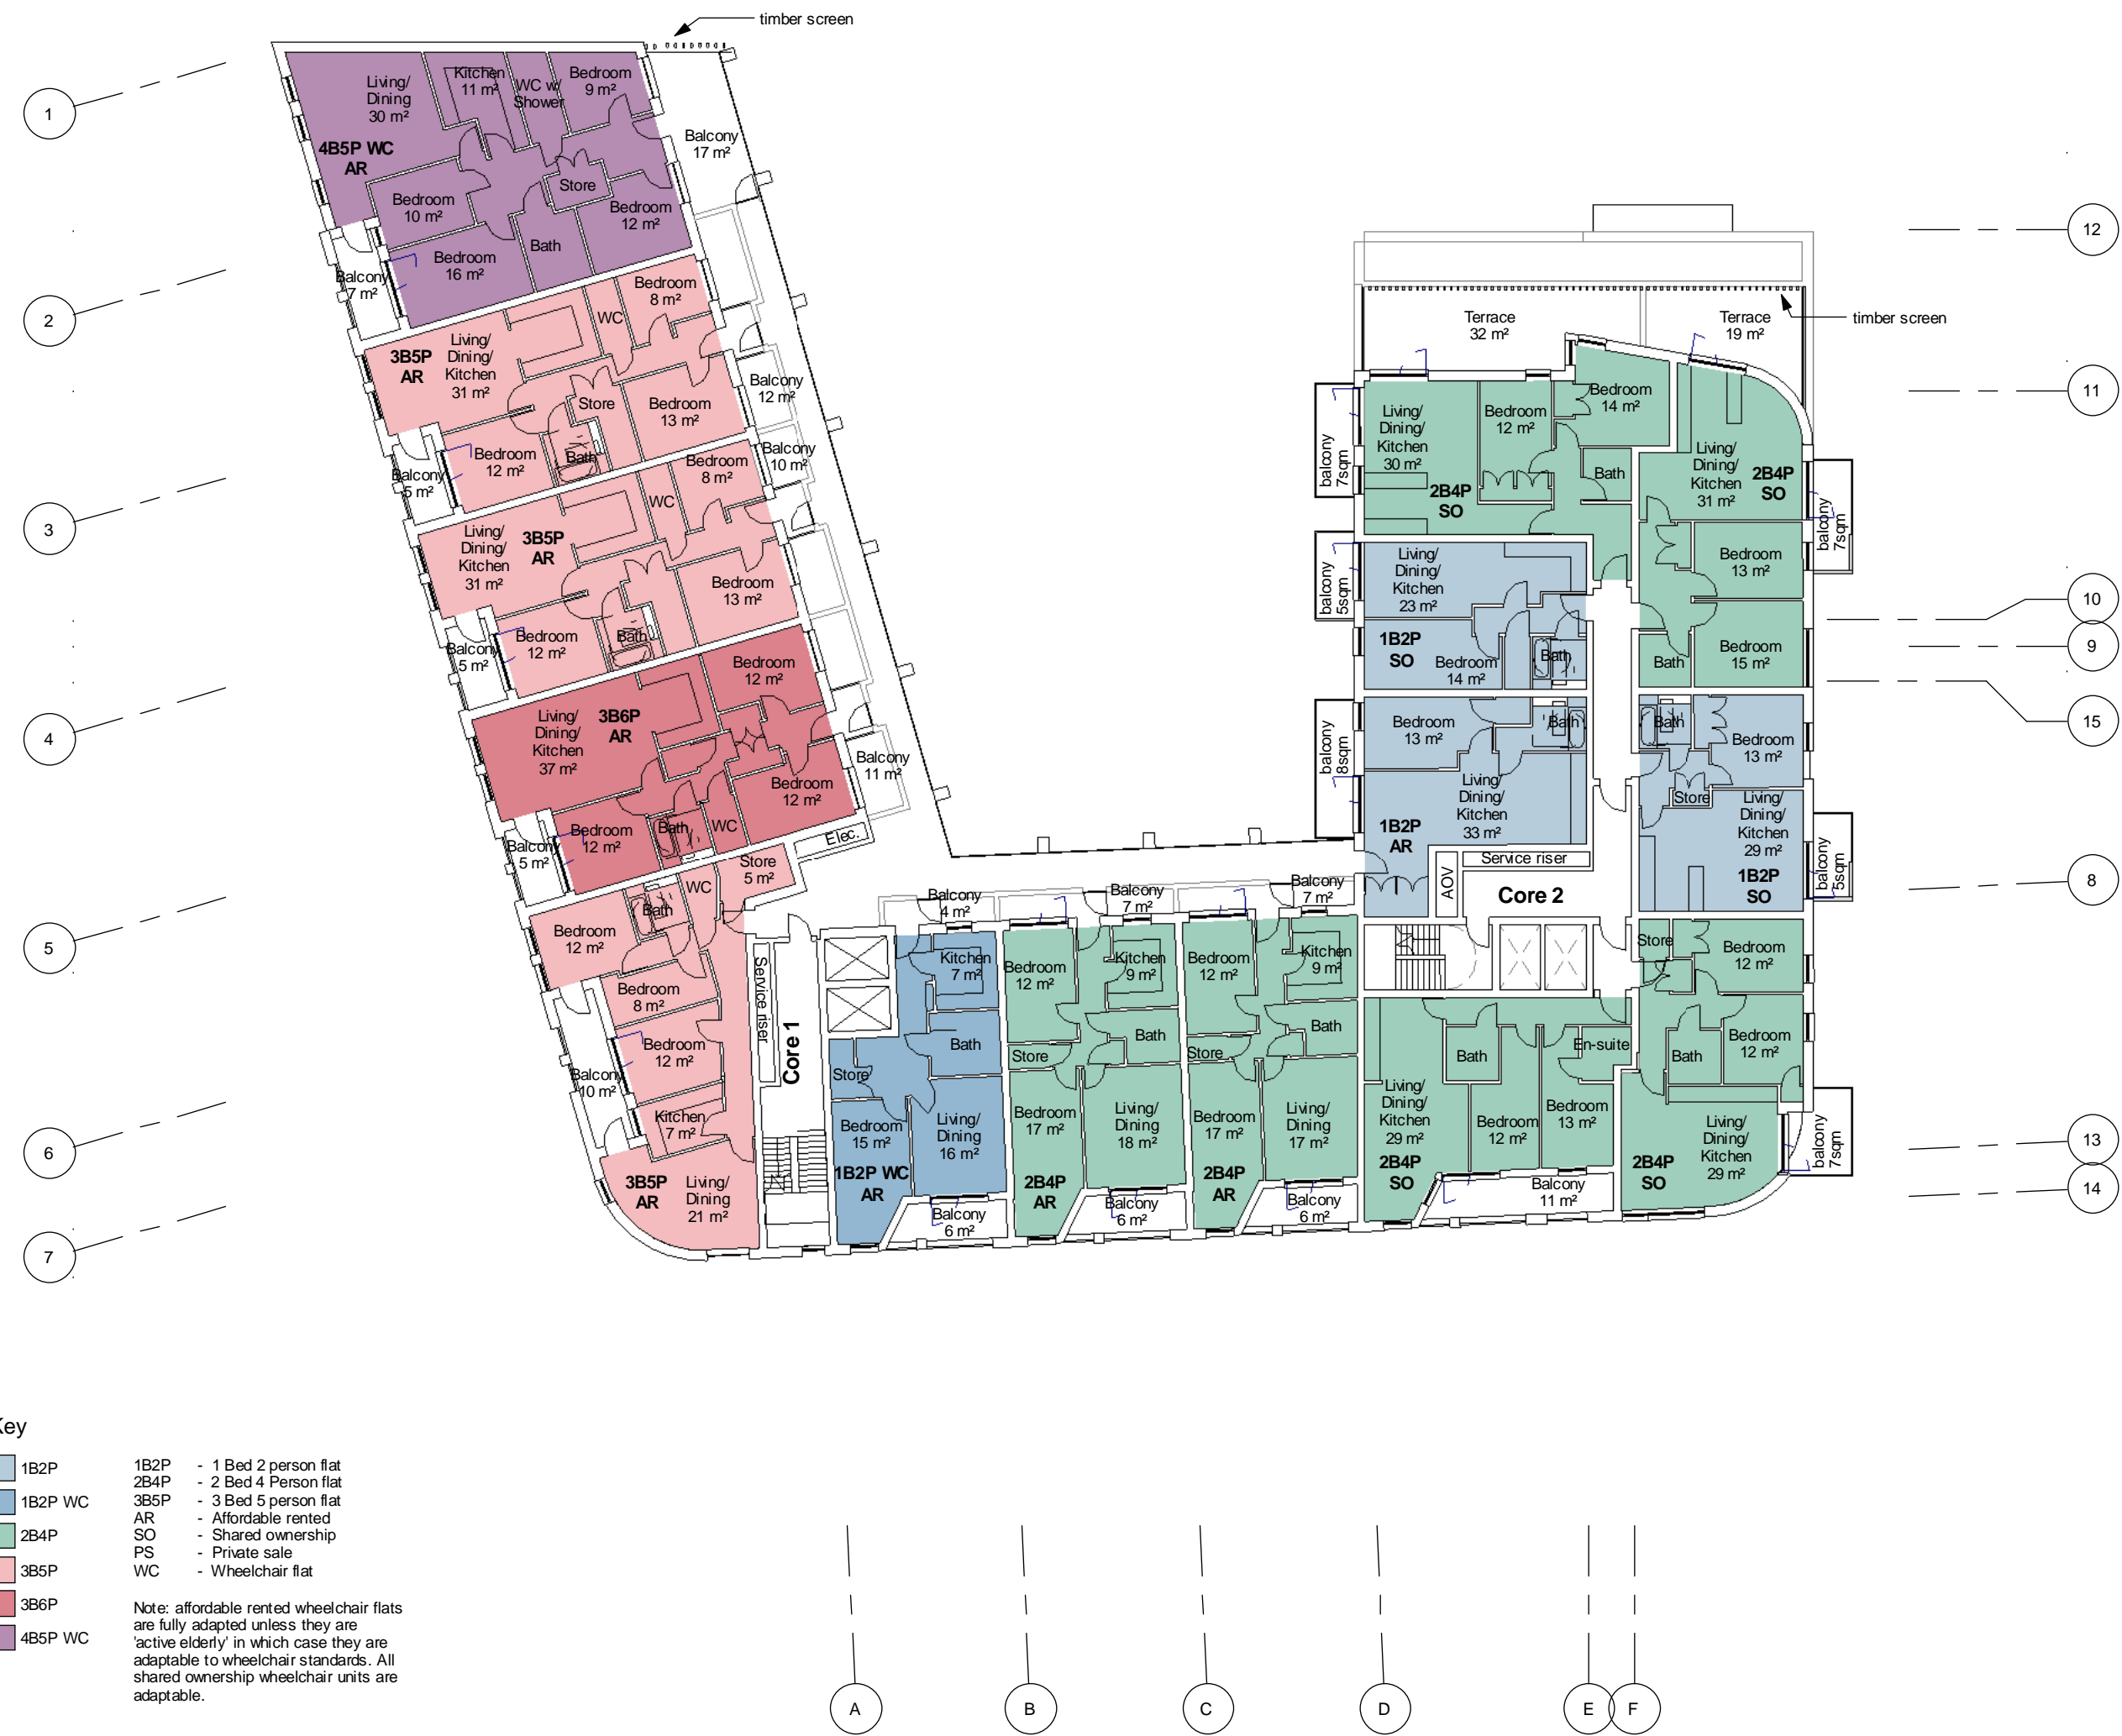 timber screen
1
Living/
Dining
30 m²
Kitchen
11 m²
WC w/
Shower
Bedroom
9 m²
Balcony
17 m²
4B5P WC
AR
Bedroom
10 m²
Store
Bedroom
12 m²
Bath
Bedroom
16 m²
Balcony
7 m²
2
Bedroom
8 m²
WC
3B5P
AR
Living/
Dining/
Kitchen
31 m²
Store
Bedroom
13 m²
Balcony
12 m²
Bedroom
12 m²
Bath
Balcony
5 m²
Balcony
10 m²
3
Bedroom
8 m²
WC
Living/
Dining/
Kitchen
31 m²
3B5P
AR
Bedroom
13 m²
Bedroom
12 m²
Bath
Balcony
5 m²
4
Bedroom
12 m²
Living/
Dining/
Kitchen
37 m²
3B6P
AR
Balcony
11 m²
Bedroom
12 m²
Bedroom
12 m²
Bath
WC
Elec.
Balcony
5 m²
5
Store
5 m²
WC
Bath
Bedroom
12 m²
Bedroom
8 m²
Bedroom
12 m²
Balcony
10 m²
Kitchen
7 m²
6
3B5P
AR
Living/
Dining
21 m²
7
Service riser
Core 1
Balcony
4 m²
Kitchen
7 m²
Bath
Store
Bedroom
15 m²
Living/
Dining
16 m²
1B2P WC
AR
Balcony
6 m²
Balcony
7 m²
Bedroom
12 m²
Kitchen
9 m²
Bath
Store
Bedroom
17 m²
Living/
Dining
18 m²
2B4P
AR
Balcony
6 m²
Balcony
7 m²
Bedroom
12 m²
Kitchen
9 m²
Bath
Store
Bedroom
17 m²
Living/
Dining
17 m²
2B4P
AR
Balcony
6 m²
12
Terrace
32 m²
Terrace
19 m²
timber screen
11
balcony
7sqm
Living/
Dining/
Kitchen
30 m²
Bedroom
12 m²
Bedroom
14 m²
Bath
2B4P
SO
Living/
Dining/
Kitchen
31 m²
2B4P
SO
balcony
7sqm
Bedroom
13 m²
Bedroom
15 m²
Bath
10
9
15
balcony
5sqm
Living/
Dining/
Kitchen
23 m²
1B2P
SO
Bedroom
14 m²
Bath
balcony
8sqm
Bedroom
13 m²
Bath
Living/
Dining/
Kitchen
33 m²
1B2P
AR
Bath
Bedroom
13 m²
Store
Living/
Dining/
Kitchen
29 m²
1B2P
SO
balcony
5sqm
8
Service riser
AOV
Core 2
Store
Bedroom
12 m²
Bedroom
12 m²
Bath
Living/
Dining/
Kitchen
29 m²
2B4P
SO
balcony
7sqm
Bath
En-suite
Living/
Dining/
Kitchen
29 m²
Bedroom
12 m²
Bedroom
13 m²
2B4P
SO
Balcony
11 m²
13
14
Key
1B2P
1B2P WC
2B4P
3B5P
3B6P
4B5P WC
1B2P - 1 Bed 2 person flat
2B4P - 2 Bed 4 Person flat
3B5P - 3 Bed 5 person flat
AR - Affordable rented
SO - Shared ownership
PS - Private sale
WC - Wheelchair flat
Note: affordable rented wheelchair flats
are fully adapted unless they are
'active elderly' in which case they are
adaptable to wheelchair standards. All
shared ownership wheelchair units are
adaptable.
A
B
C
D
E
F